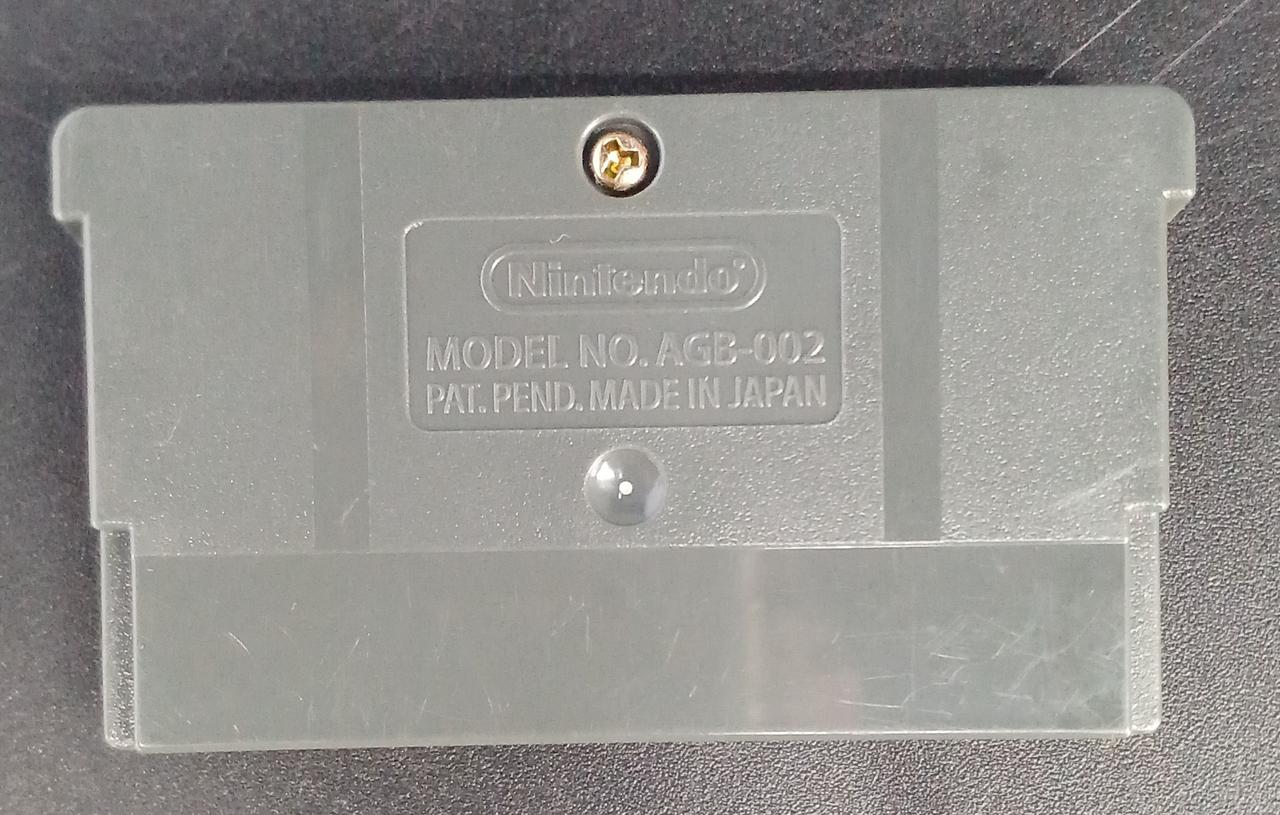 Nintendo
MODEL NO. AGB-002
PAT. PEND. MADE IN JAPAN